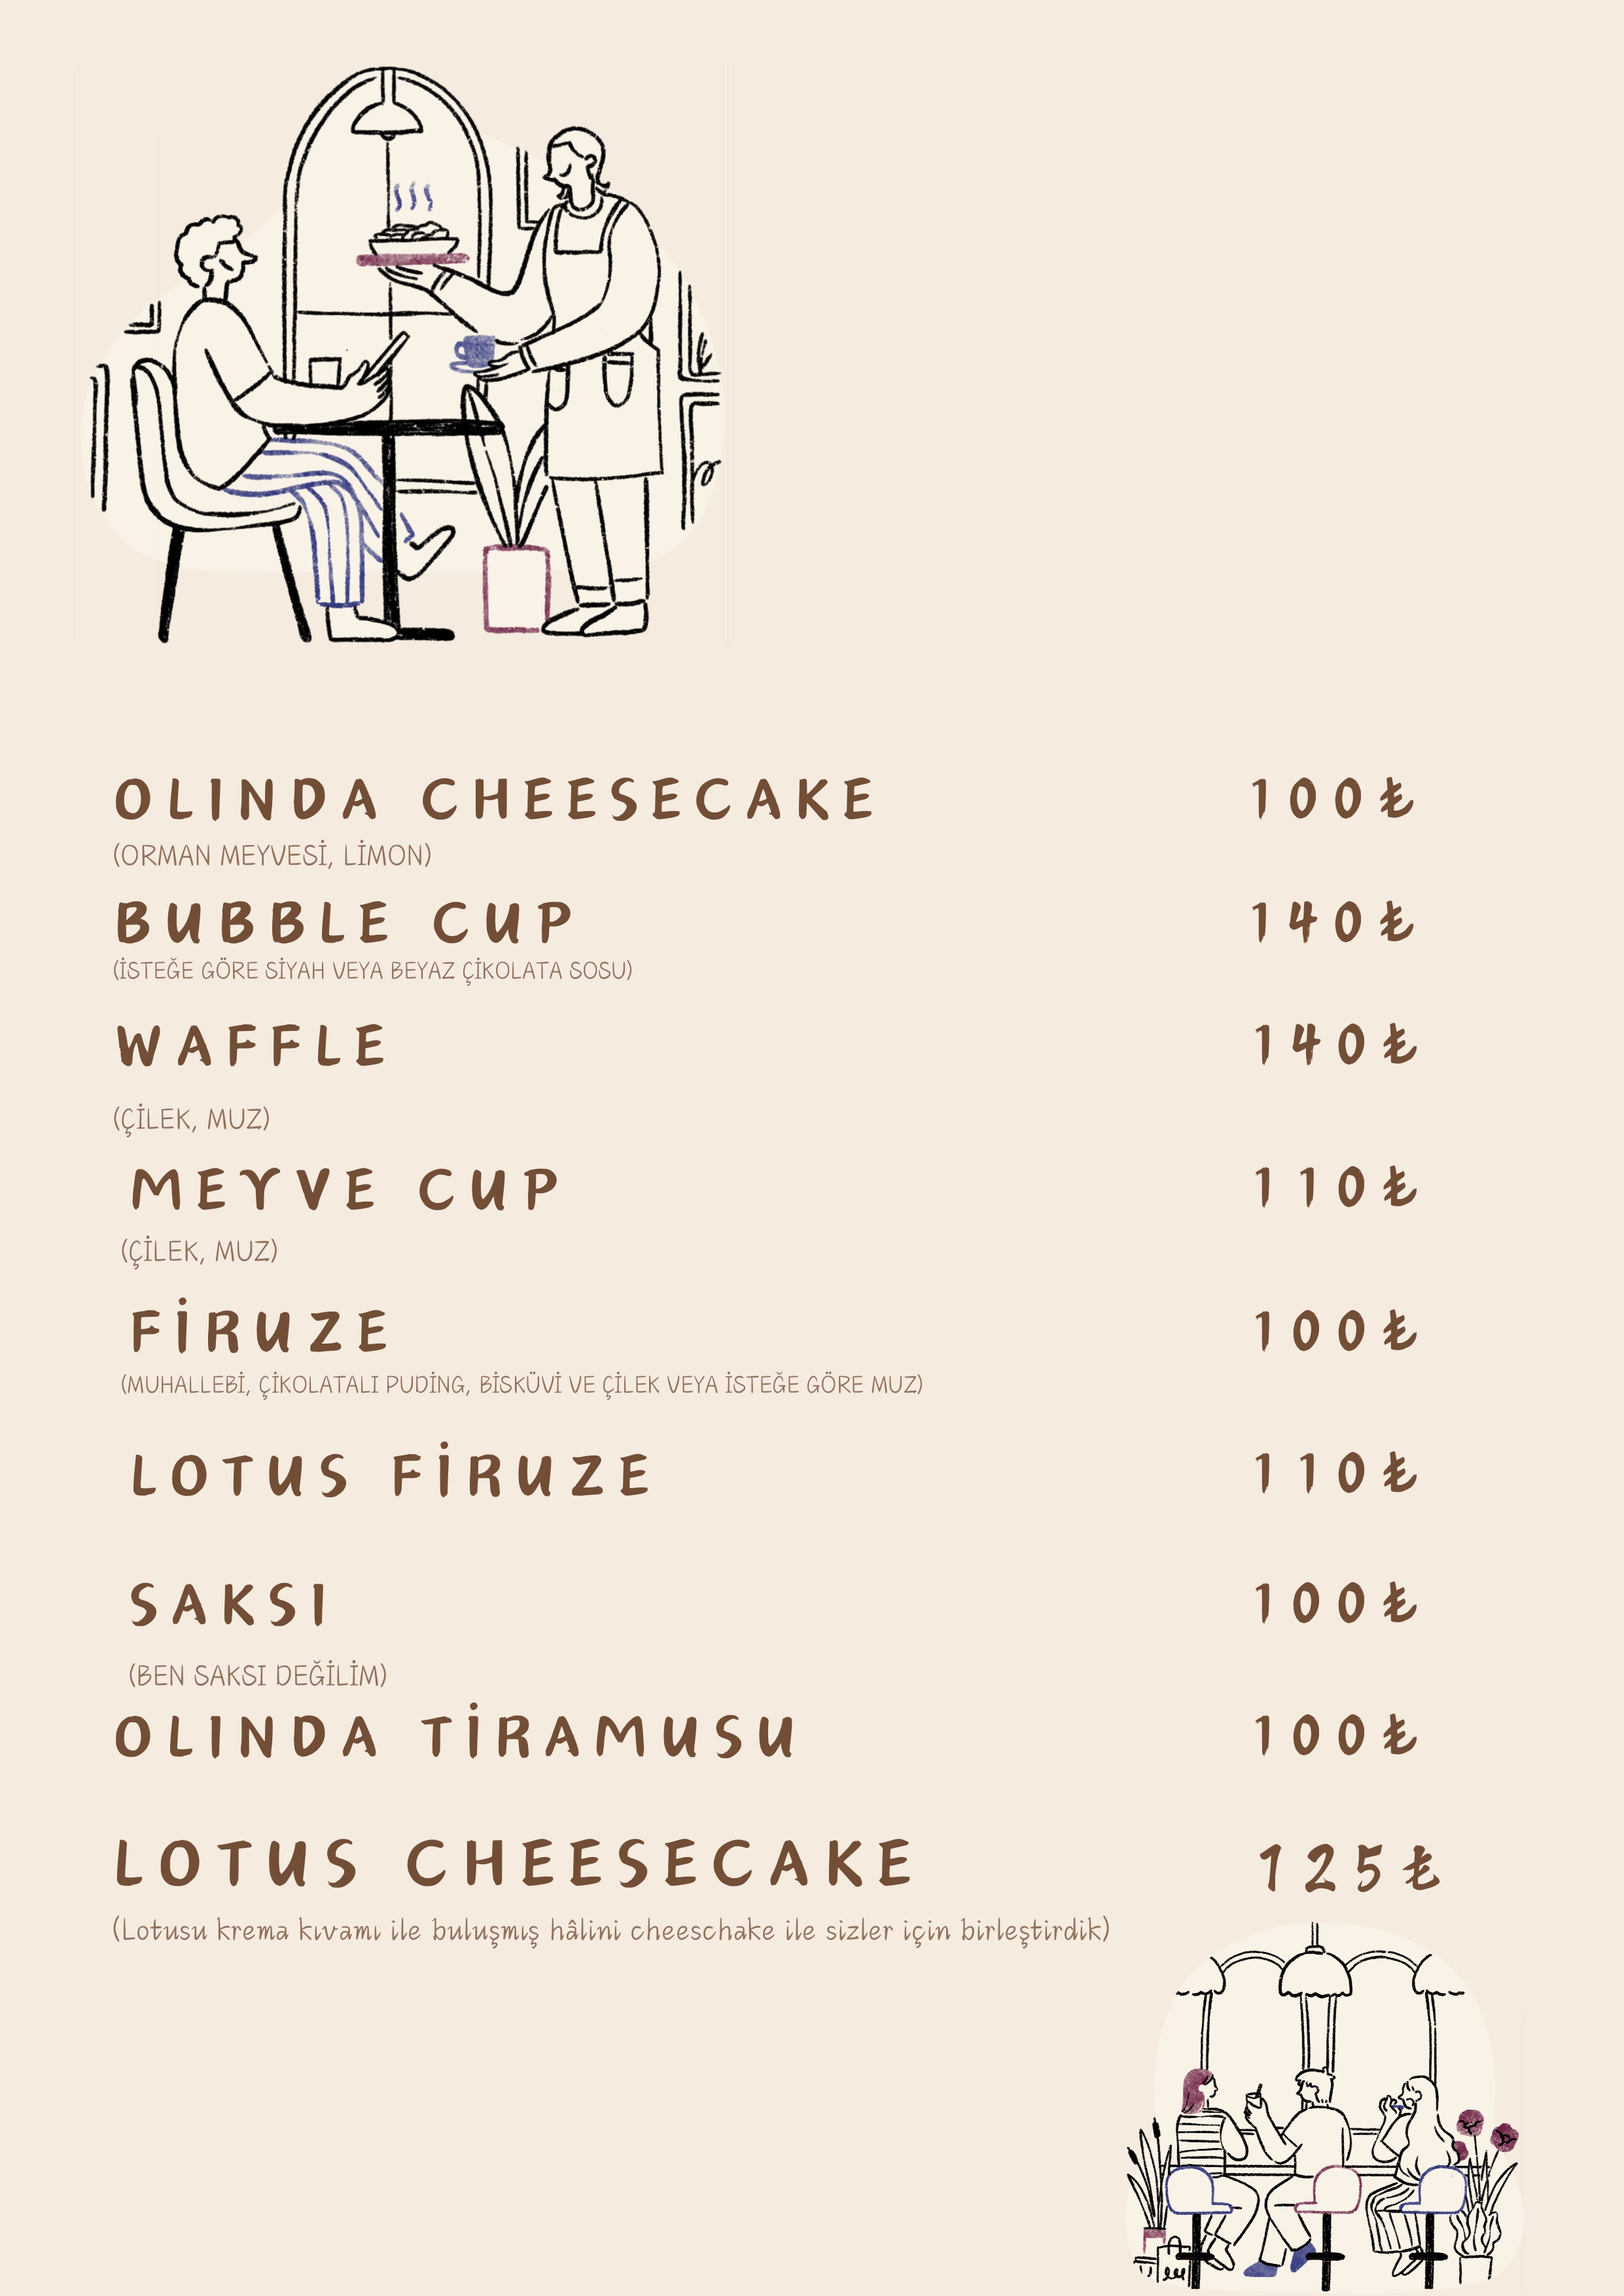 OLINDA CHEESECAKE 100₺
(ORMAN MEYVESİ, LİMON)
BUBBLE CUP 140₺
(İSTEĞE GÖRE SİYAH VEYA BEYAZ ÇİKOLATA SOSU)
WAFFLE 140₺
(ÇİLEK, MUZ)
MEYVE CUP 110₺
(ÇİLEK, MUZ)
FİRUZE 100₺
(MUHALLEBİ, ÇİKOLATALI PUDİNG, BİSKÜVİ VE ÇİLEK VEYA İSTEĞE GÖRE MUZ)
LOTUS FİRUZE 110₺
SAKSI 100₺
(BEN SAKSI DEĞİLİM)
OLINDA TİRAMUSU 100₺
LOTUS CHEESECAKE 125₺
(Lotusu krema kıvamı ile buluşmış hâlini cheeschake ile sizler için birleştirdik)